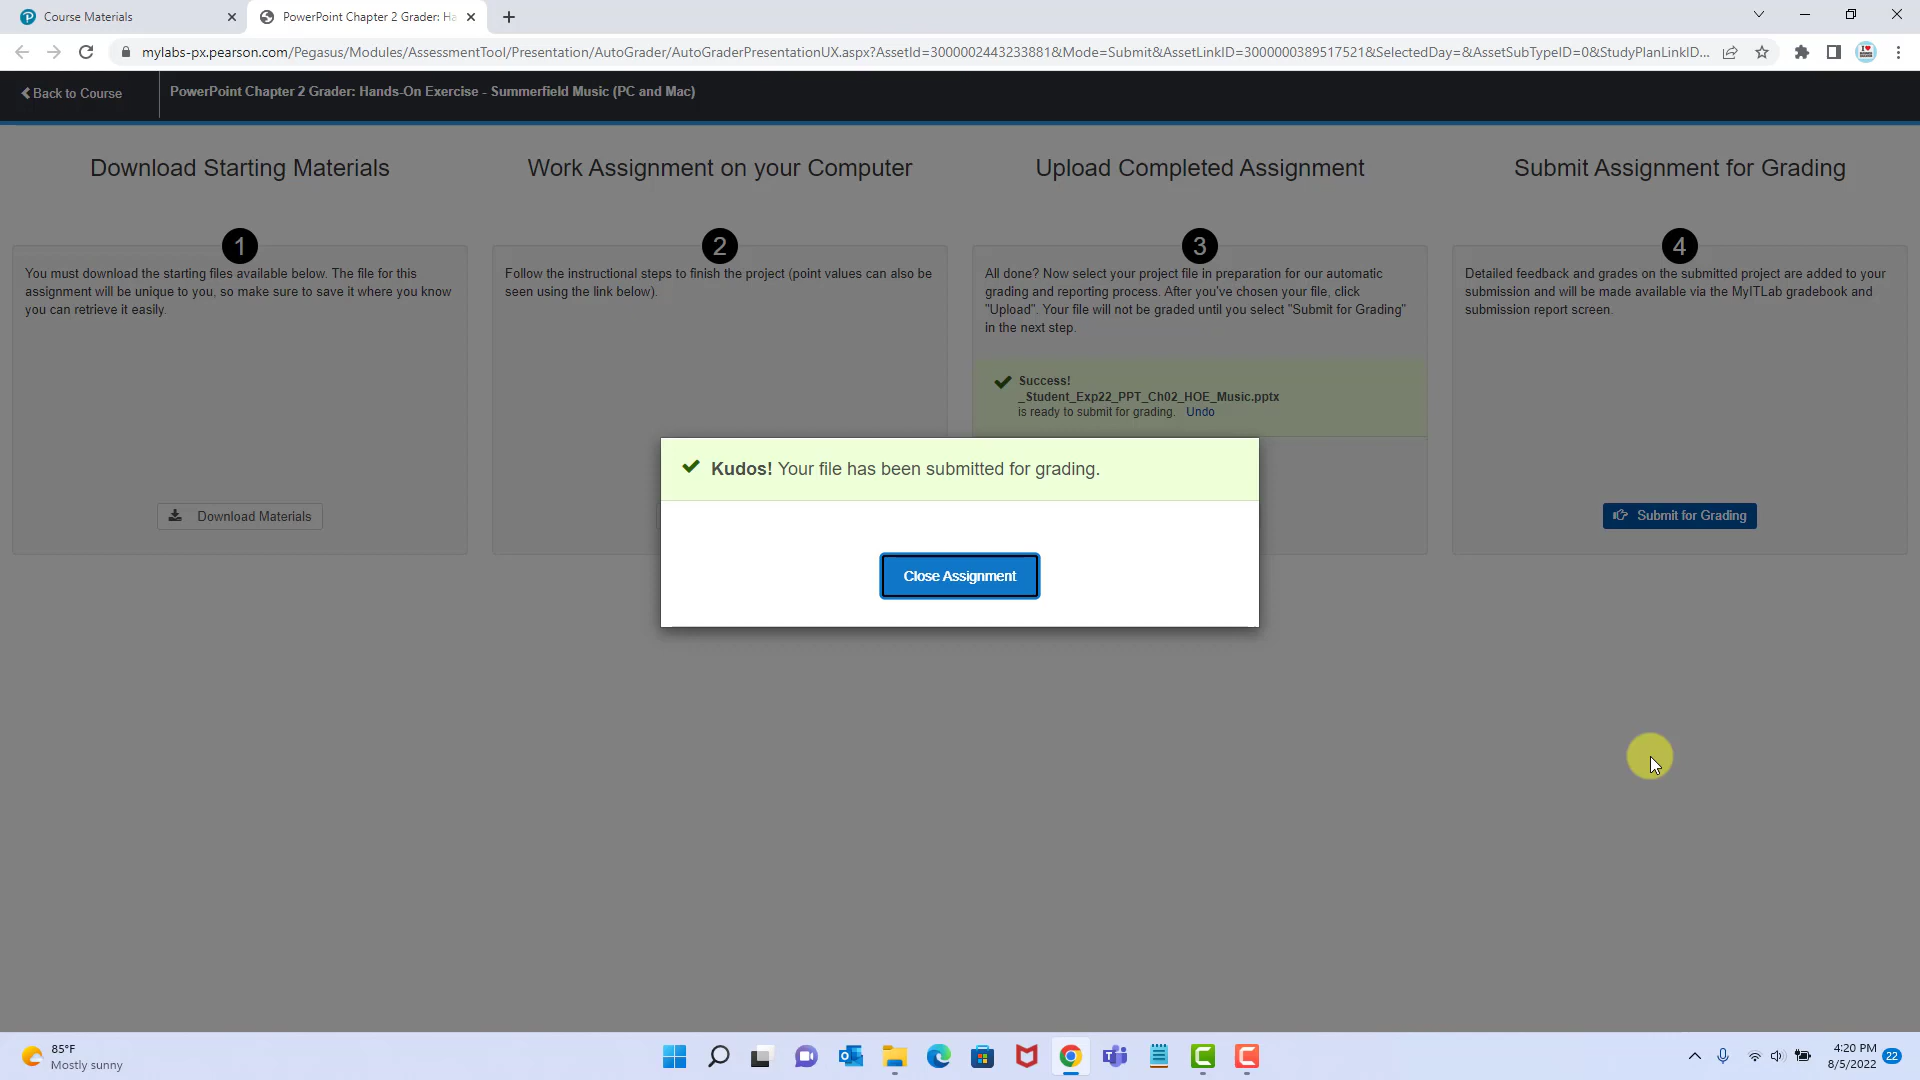 Course Materials
PowerPoint Chapter 2 Grader: Ha
mylabs-px.pearson.com/Pegasus/Modules/AssessmentTool/Presentation/AutoGrader/AutoGraderPresentationUX.aspx?AssetId=3000002443233881&Mode=Submit&AssetLinkID=3000000389517521&SelectedDay=&AssetSubTypeID=0&StudyPlanLinkID...
Back to Course
PowerPoint Chapter 2 Grader: Hands-On Exercise - Summerfield Music (PC and Mac)
Download Starting Materials
1
You must download the starting files available below. The file for this
assignment will be unique to you, so make sure to save it where you know
you can retrieve it easily.
Download Materials
Work Assignment on your Computer
2
Follow the instructional steps to finish the project (point values can also be
seen using the link below).
Upload Completed Assignment
3
All done? Now select your project file in preparation for our automatic
grading and reporting process. After you've chosen your file, click
"Upload". Your file will not be graded until you select "Submit for Grading"
in the next step.
Success!
_Student_Exp22_PPT_Ch02_HOE_Music.pptx
is ready to submit for grading. Undo
Submit Assignment for Grading
4
Detailed feedback and grades on the submitted project are added to your
submission and will be made available via the MyITLab gradebook and
submission report screen.
Submit for Grading
Kudos! Your file has been submitted for grading.
Close Assignment
85°F
Mostly sunny
4:20 PM
8/5/2022
22